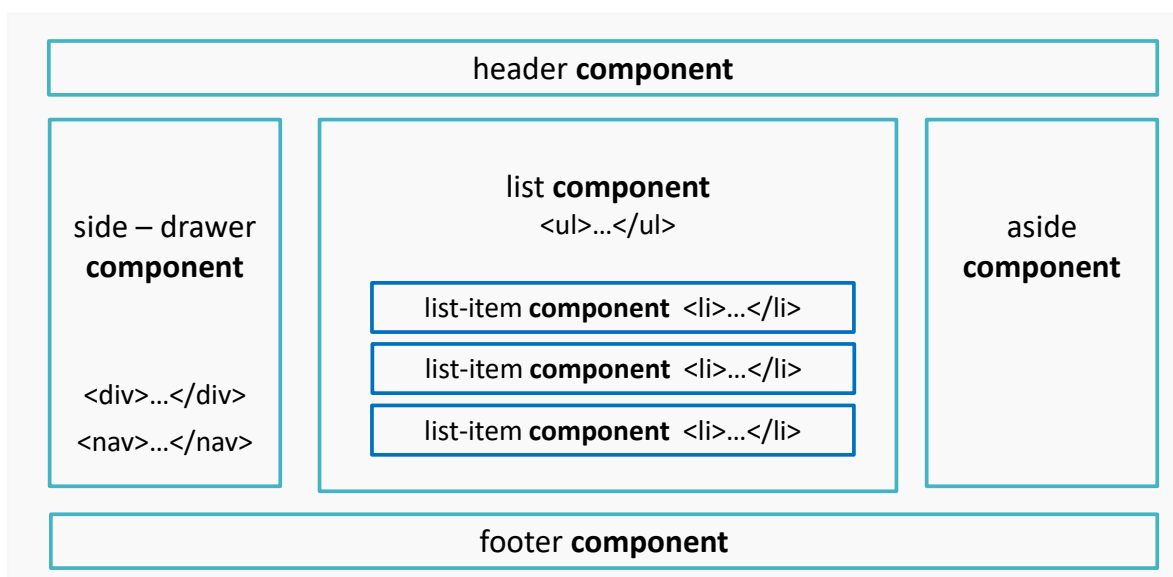 header component
side – drawer
component
<div>...</div>
<nav>...</nav>
list component
<ul>...</ul>
list-item component <li>...</li>
list-item component <li>...</li>
list-item component <li>...</li>
aside
component
footer component